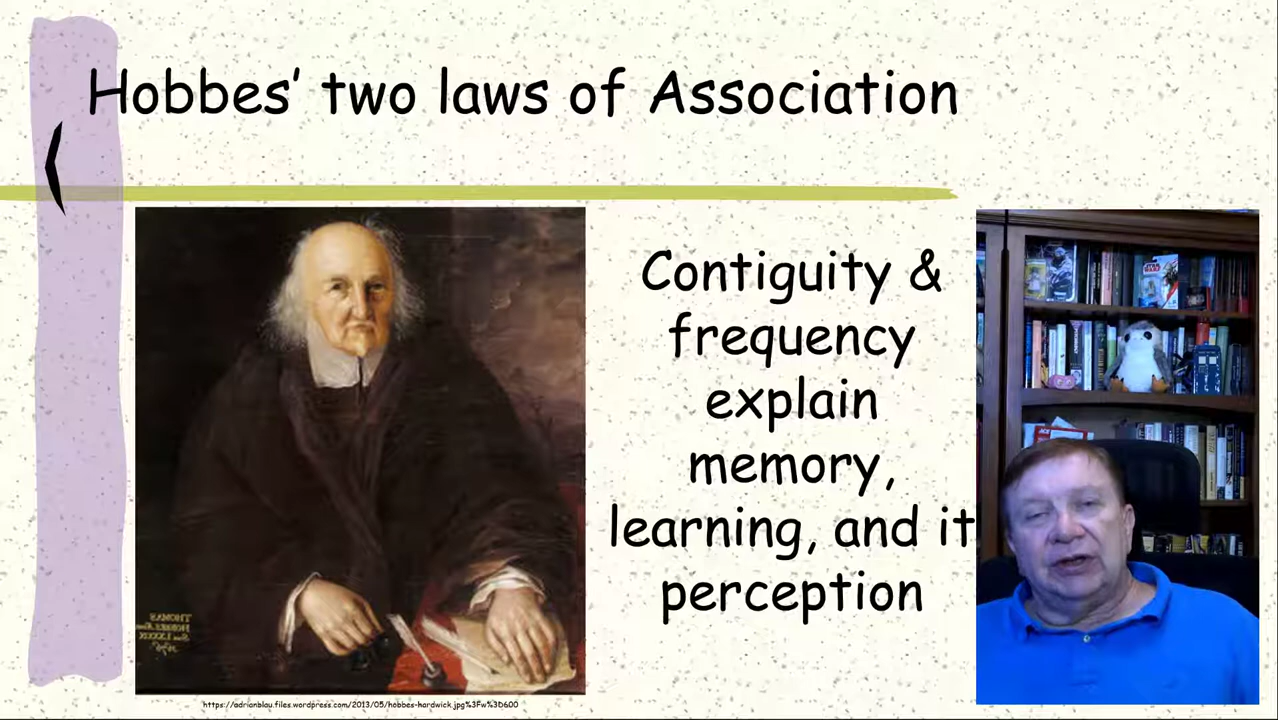 Hobbes’ two laws of Association
Contiguity &
frequency
explain
memory,
learning, and it
perception
THOMAS
HOBBES
https://adrianblau.files.wordpress.com/2013/05/hobbes-hardwick.jpg%3Fw%3D600